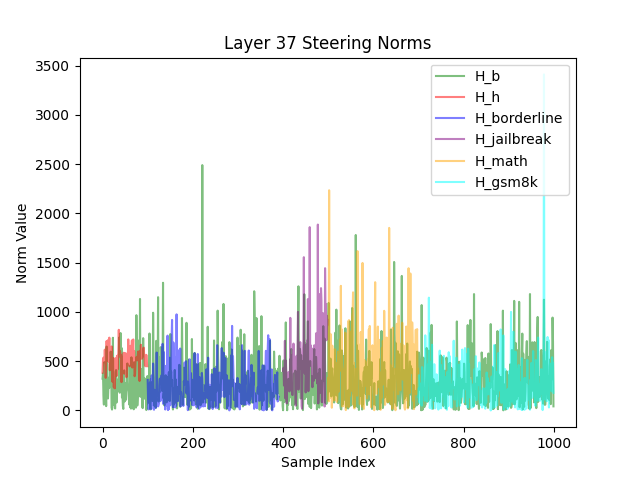 Layer 37 Steering Norms
3500
3000
2500
2000
1500
1000
500
0
Norm Value
H_b
H_h
H_borderline
H_jailbreak
H_math
H_gsm8k
0 200 400 600 800 1000
Sample Index